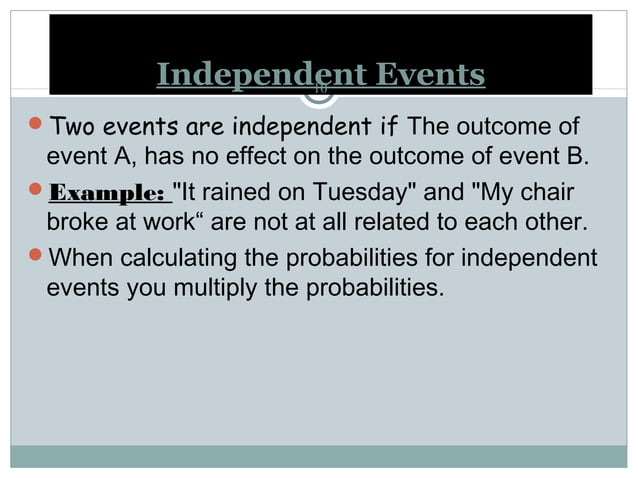 Independent Events
10
Two events are independent if The outcome of
event A, has no effect on the outcome of event B.
Example: "It rained on Tuesday" and "My chair
broke at work“ are not at all related to each other.
When calculating the probabilities for independent
events you multiply the probabilities.